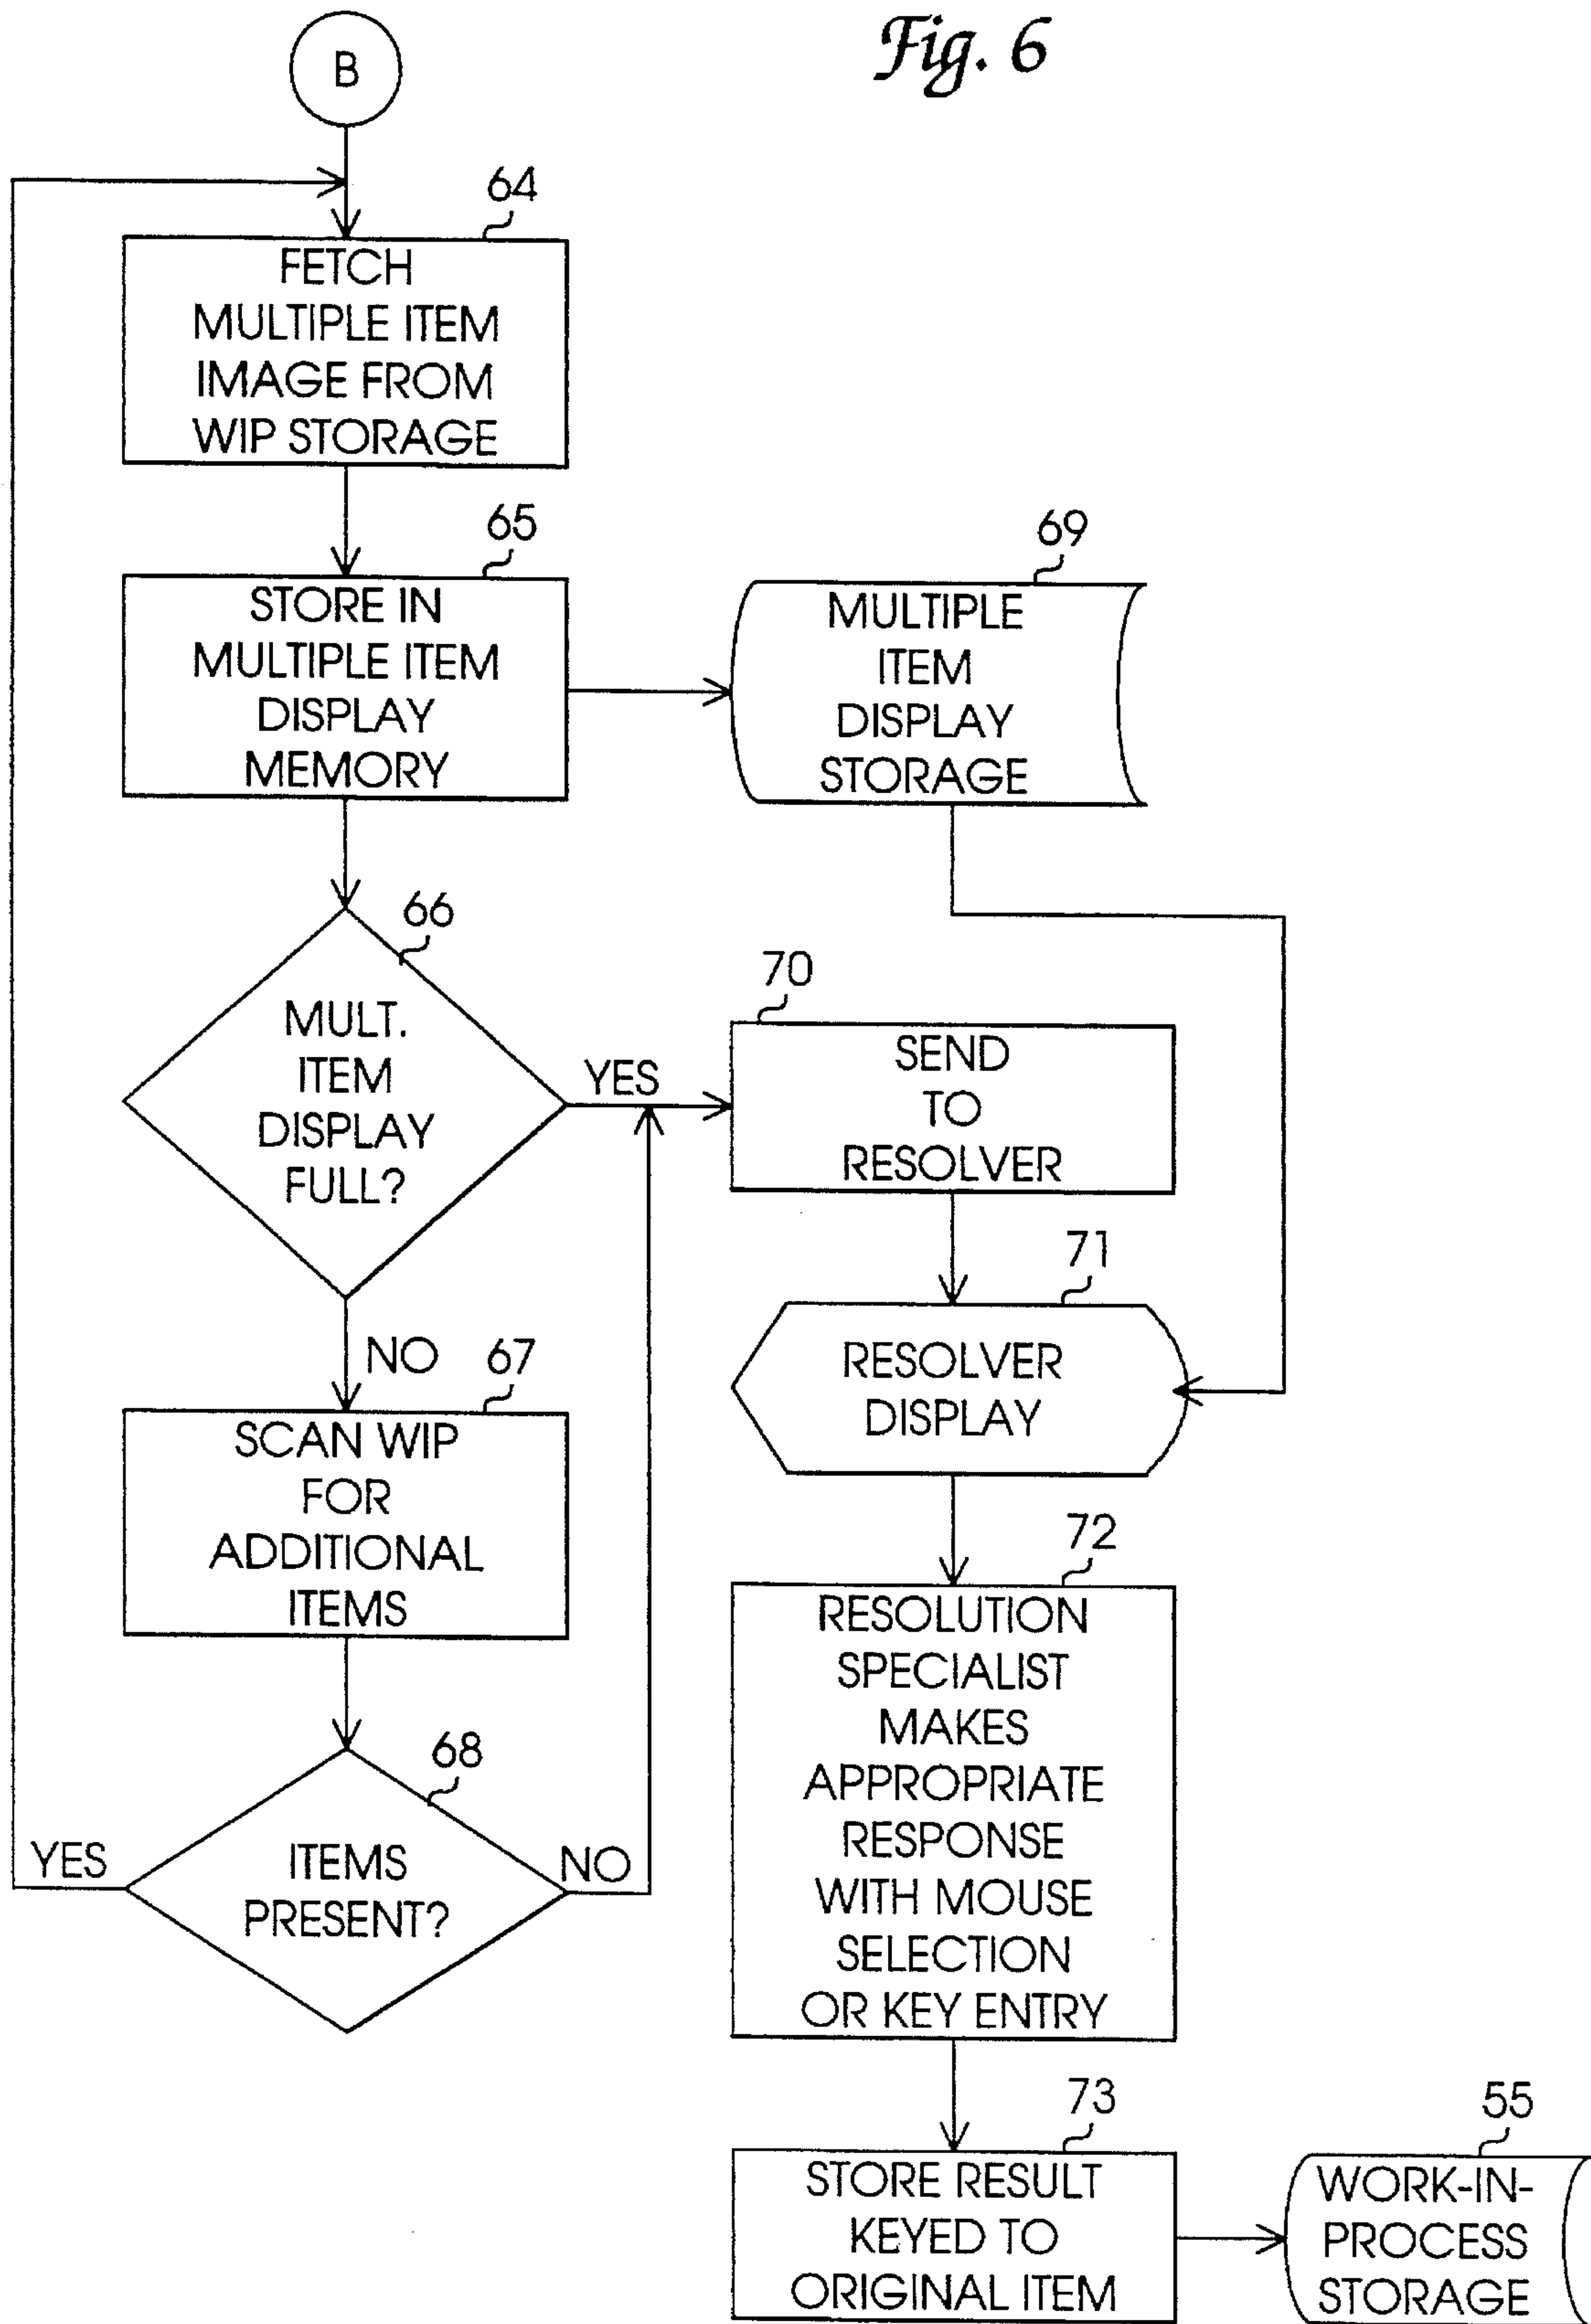 Fig. 6
B
64
FETCH
MULTIPLE ITEM
IMAGE FROM
WIP STORAGE
65
STORE IN
MULTIPLE ITEM
DISPLAY
MEMORY
69
MULTIPLE
ITEM
DISPLAY
STORAGE
66
MULT.
ITEM
DISPLAY
FULL?
YES
NO
70
SEND
TO
RESOLVER
71
RESOLVER
DISPLAY
67
SCAN WIP
FOR
ADDITIONAL
ITEMS
68
ITEMS
PRESENT?
YES
NO
72
RESOLUTION
SPECIALIST
MAKES
APPROPRIATE
RESPONSE
WITH MOUSE
SELECTION
OR KEY ENTRY
73
STORE RESULT
KEYED TO
ORIGINAL ITEM
55
WORK-IN-
PROCESS
STORAGE